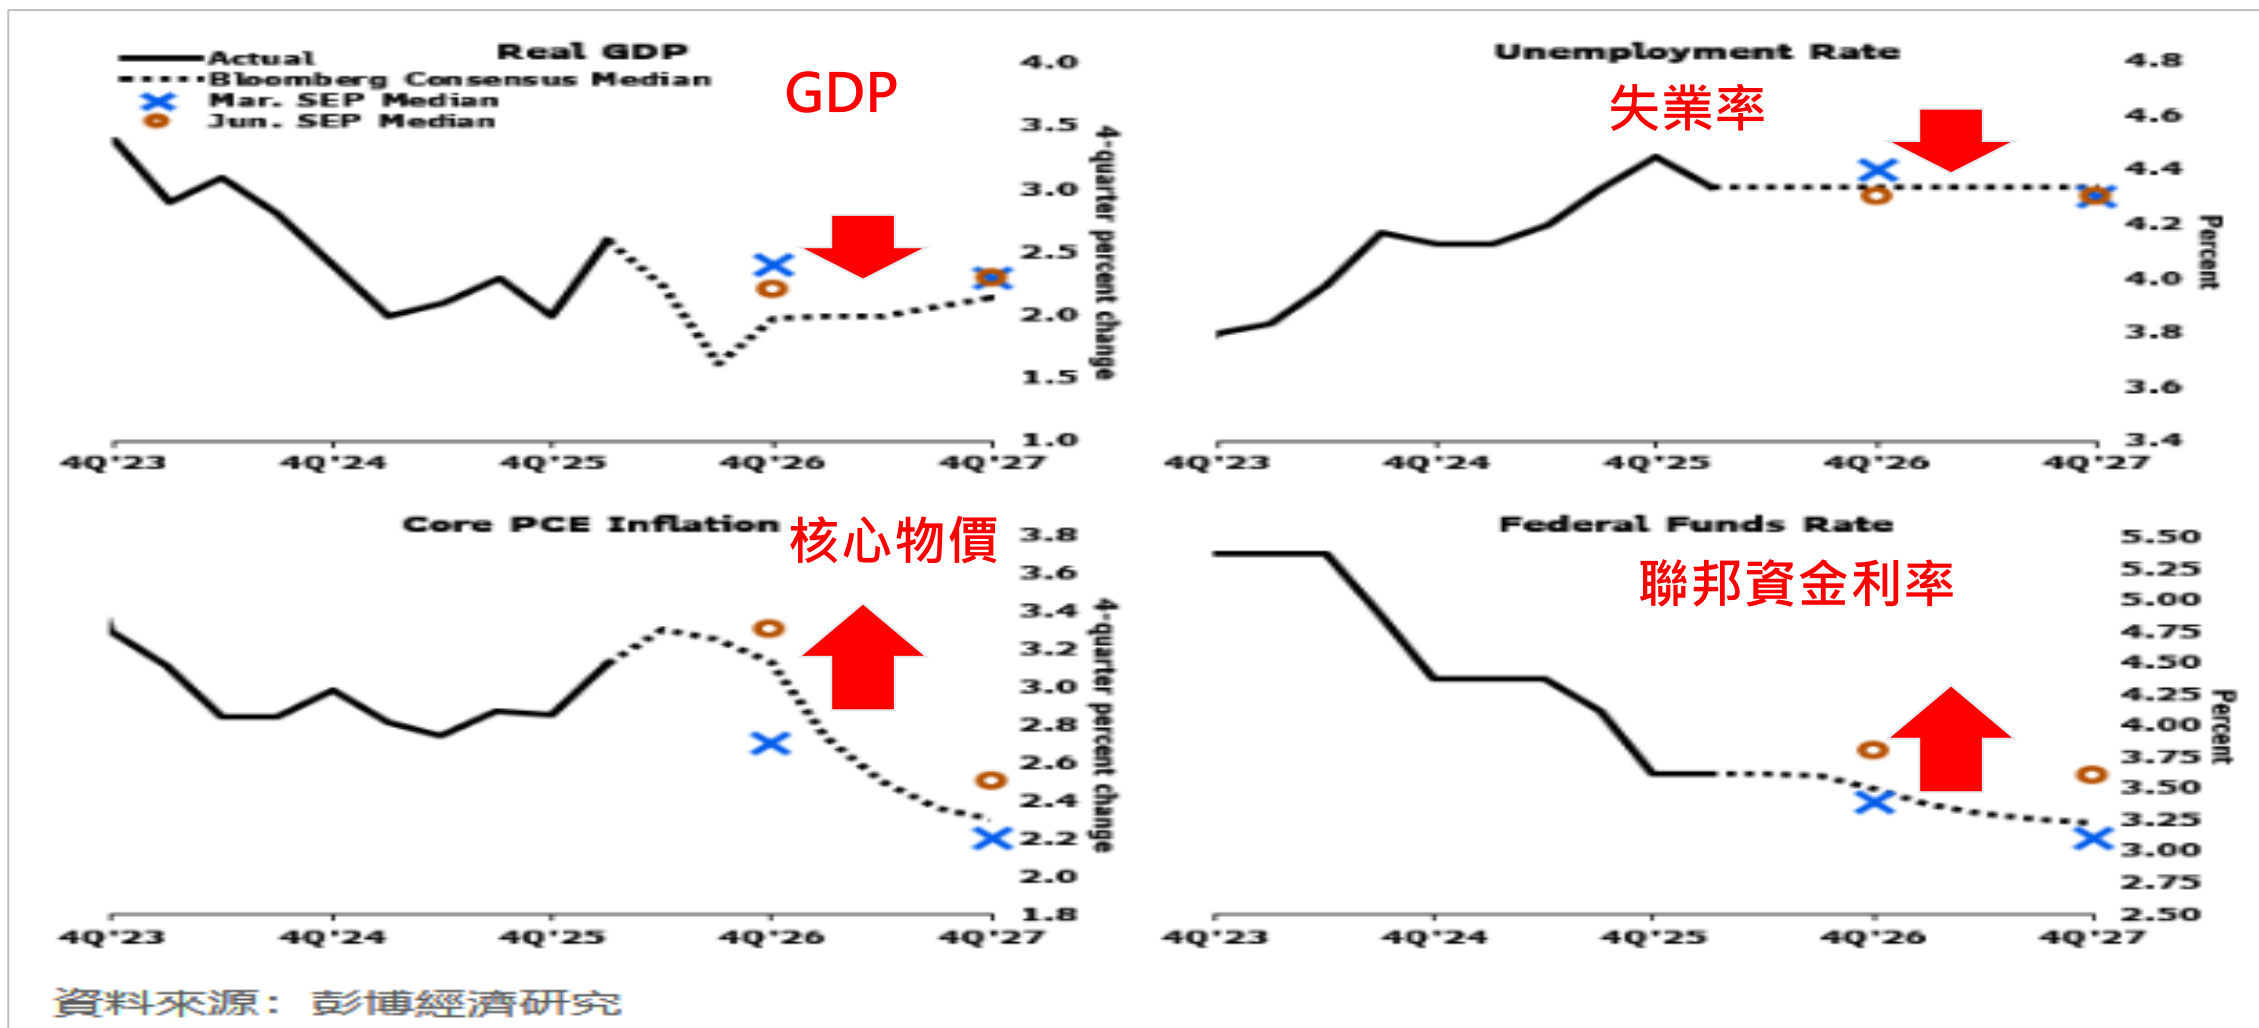 Real GDP
Actual
Bloomberg Consensus Median
Mar. SEP Median
Jun. SEP Median
GDP
4.0
3.5
3.0
2.5
2.0
1.5
1.0
4-quarter percent change
4Q'23 4Q'24 4Q'25 4Q'26 4Q'27
Unemployment Rate
失業率
4.8
4.6
4.4
4.2
4.0
3.8
3.6
3.4
Percent
4Q'23 4Q'24 4Q'25 4Q'26 4Q'27
Core PCE Inflation
核心物價
3.8
3.6
3.4
3.2
3.0
2.8
2.6
2.4
2.2
2.0
1.8
4-quarter percent change
4Q'23 4Q'24 4Q'25 4Q'26 4Q'27
Federal Funds Rate
聯邦資金利率
5.50
5.25
5.00
4.75
4.50
4.25
4.00
3.75
3.50
3.25
3.00
2.75
2.50
Percent
4Q'23 4Q'24 4Q'25 4Q'26 4Q'27
資料來源：彭博經濟研究